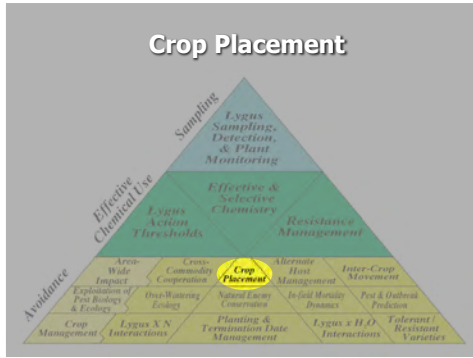 Crop Placement
Sampling
Lygus
Sampling,
Detection,
& Plant
Monitoring
Effective
Chemical Use
Lygus
Action
Thresholds
Effective &
Selective
Chemistry
Resistance
Management
Avoidance
Area-
Wide
Impact
Cross-
Commodity
Cooperation
Crop
Placement
Alternate
Host
Management
Inter-Crop
Movement
Exploitation of
Pest Biology
& Ecology
Over-Wintering
Ecology
Natural Enemy
Conservation
In-field Mortality
Dynamics
Pest & Outbreak
Prediction
Crop
Management
Lygus X N
Interactions
Planting &
Termination Date
Management
Lygus x H2O
Interactions
Tolerant /
Resistant
Varieties